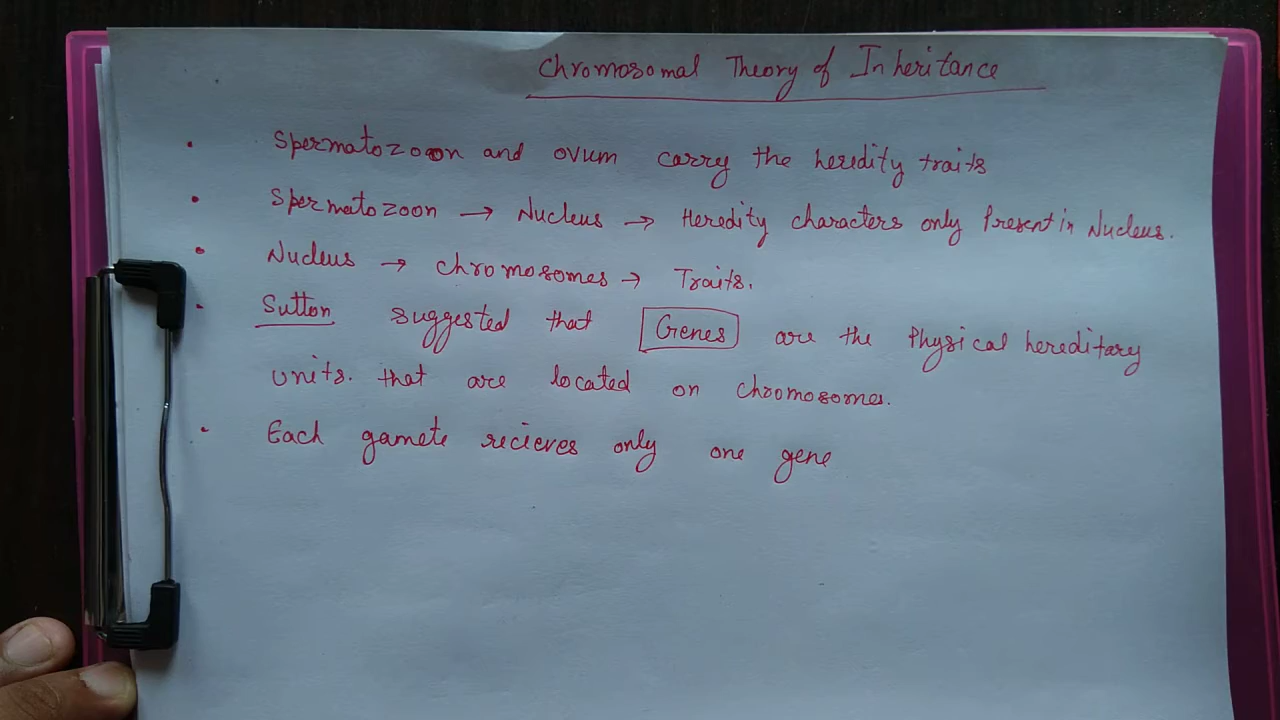 Chromosomal Theory of Inheritance
• Spermatozoon and ovum carry the heredity traits
• Spermatozoon → Nucleus → Heredity characters only Present in Nucleus.
• Nucleus → chromosomes → Traits.
• Sutton suggested that Genes are the Physical hereditary
units. that are located on chromosomes.
• Each gamete recieves only one gene